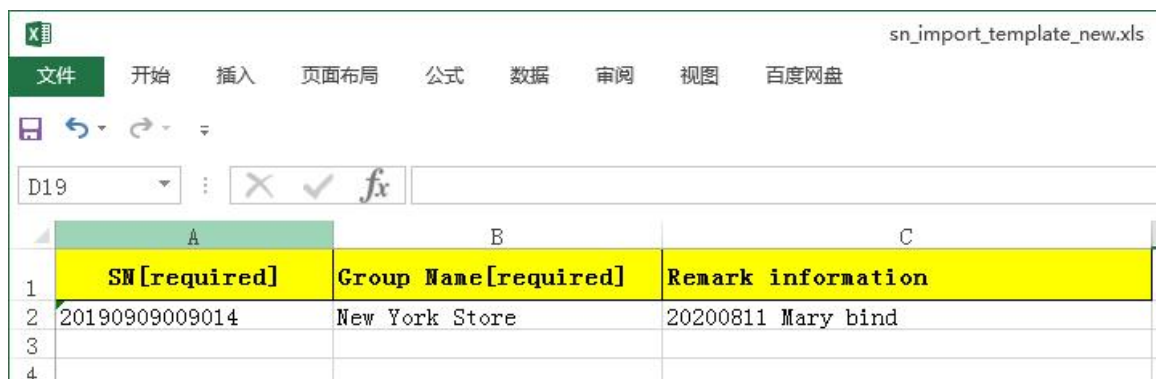 sn_import_template_new.xls
文件 开始 插入 页面布局 公式 数据 审阅 视图 百度网盘
D19 fx
A B C
1 SN[required] Group Name[required] Remark information
2 20190909009014 New York Store 20200811 Mary bind
3
4